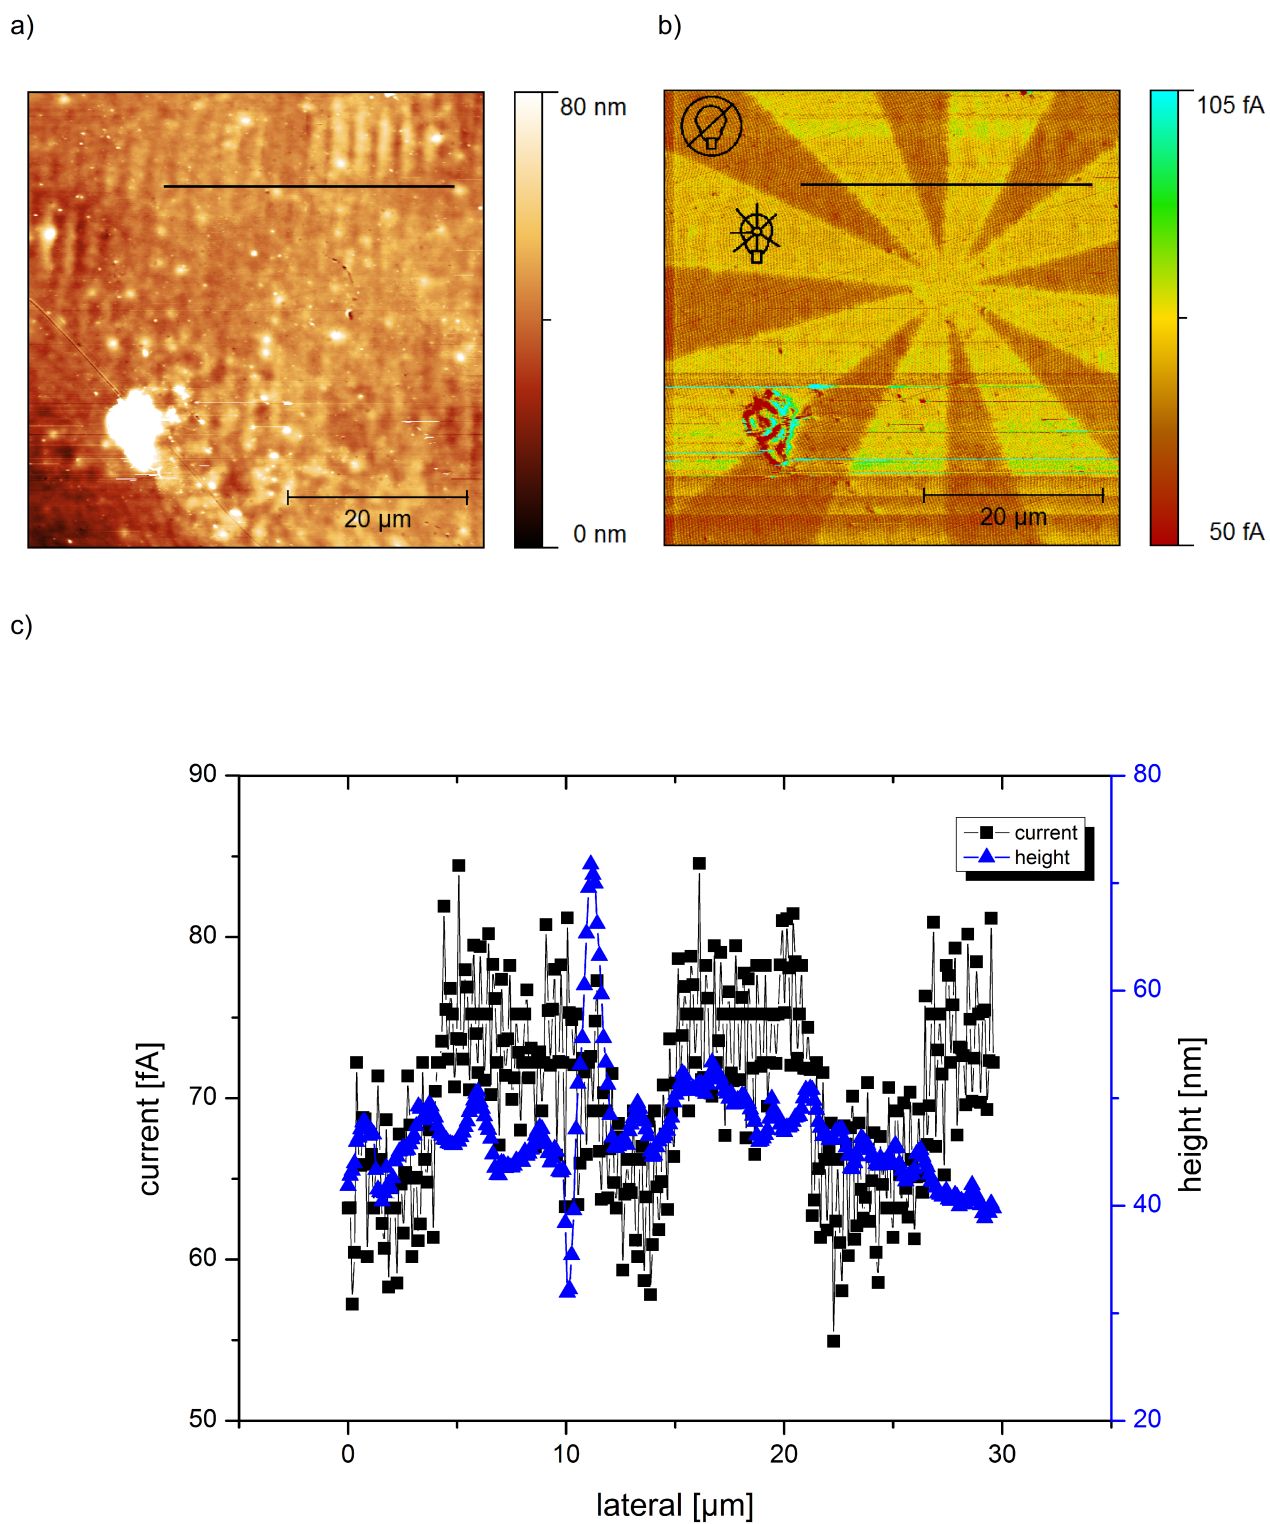 a)
b)
80 nm
0 nm
20 µm
105 fA
50 fA
20 µm
c)
90
80
70
60
50
current [fA]
80
60
40
20
height [nm]
current
height
0
10
20
30
lateral [µm]